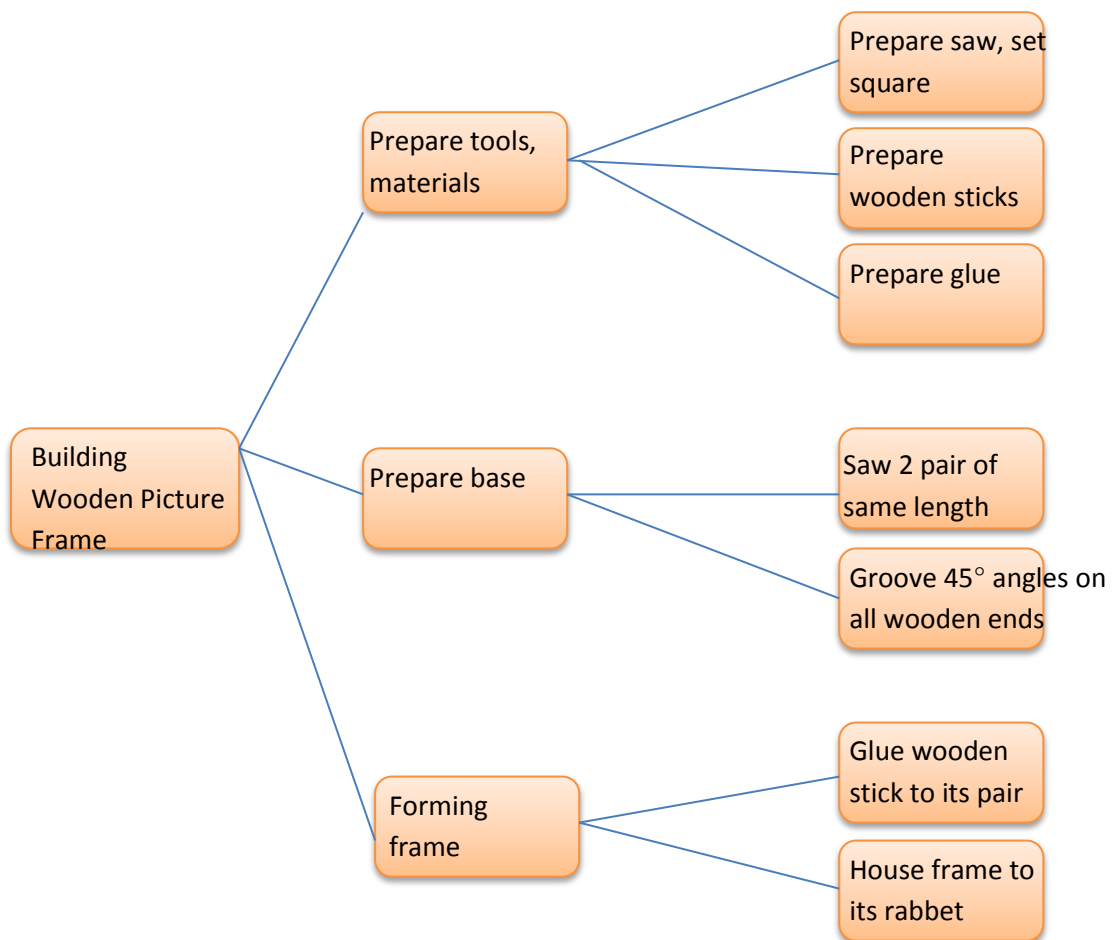 Building
Wooden Picture
Frame
Prepare tools,
materials
Prepare saw, set
square
Prepare
wooden sticks
Prepare glue
Prepare base
Saw 2 pair of
same length
Groove 45° angles on
all wooden ends
Forming
frame
Glue wooden
stick to its pair
House frame to
its rabbet